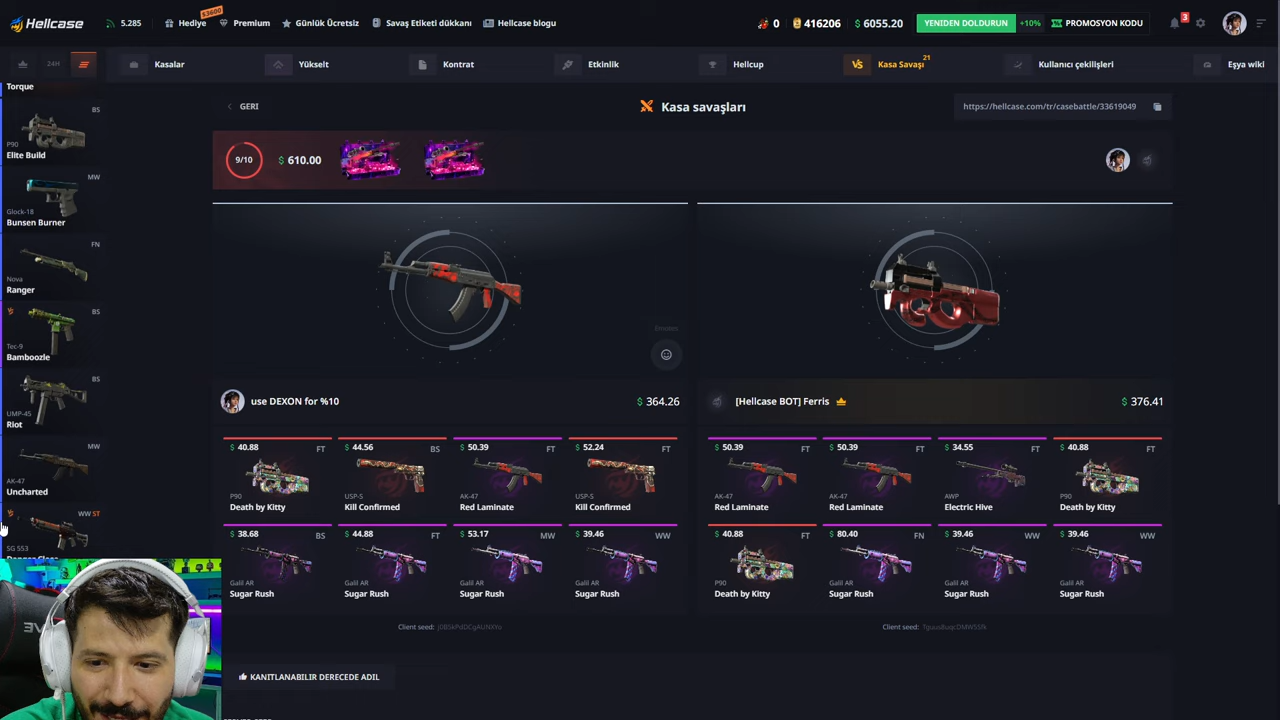 Hellcase
5.285
Hediye
$3600
Premium
Günlük Ücretsiz
Savaş Etiketi dükkanı
Hellcase blogu
0
416206
$ 6055.20
YENİDEN DOLDURUN
+10%
PROMOSYON KODU
3
24H
Kasalar
Yükselt
Kontrat
Etkinlik
Hellcup
VS
Kasa Savaşı
21
Kullanıcı çekilişleri
Eşya wiki
Torque
BS
P90
Elite Build
MW
Glock-18
Bunsen Burner
FN
Nova
Ranger
BS
Tec-9
Bamboozle
BS
UMP-45
Riot
MW
AK-47
Uncharted
WW ST
SG 553
GERI
Kasa savaşları
https://hellcase.com/tr/casebattle/33619049
9/10
$ 610.00
Emotes
use DEXON for %10
$ 364.26
[Hellcase BOT] Ferris
$ 376.41
$ 40.88 FT
P90
Death by Kitty
$ 44.56 BS
USP-S
Kill Confirmed
$ 50.39 FT
AK-47
Red Laminate
$ 52.24 FT
USP-S
Kill Confirmed
$ 50.39 FT
AK-47
Red Laminate
$ 50.39 FT
AK-47
Red Laminate
$ 34.55 FT
AWP
Electric Hive
$ 40.88 FT
P90
Death by Kitty
$ 38.68 BS
Galil AR
Sugar Rush
$ 44.88 FT
Galil AR
Sugar Rush
$ 53.17 MW
Galil AR
Sugar Rush
$ 39.46 WW
Galil AR
Sugar Rush
$ 40.88 FT
P90
Death by Kitty
$ 80.40 FN
Galil AR
Sugar Rush
$ 39.46 WW
Galil AR
Sugar Rush
$ 39.46 WW
Galil AR
Sugar Rush
Client seed:
Client seed:
KANITLANABILIR DERECEDE ADIL